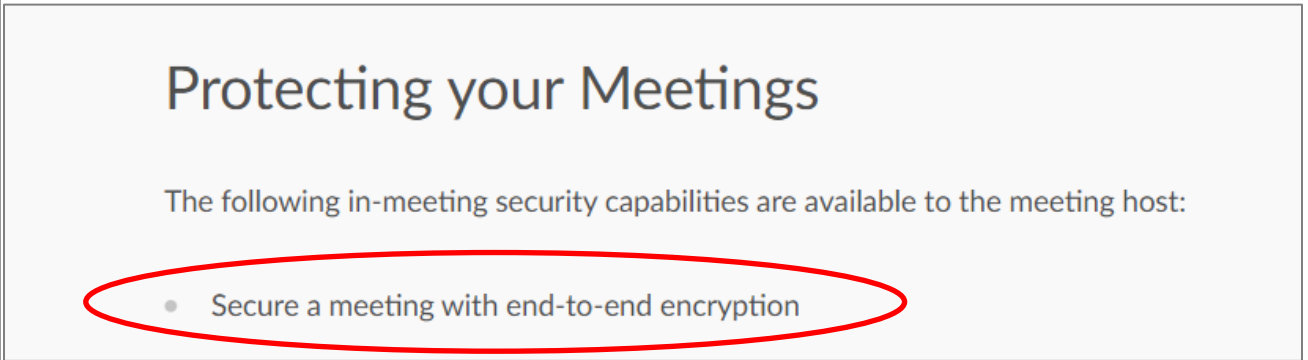 Protecting your Meetings
The following in-meeting security capabilities are available to the meeting host:
Secure a meeting with end-to-end encryption